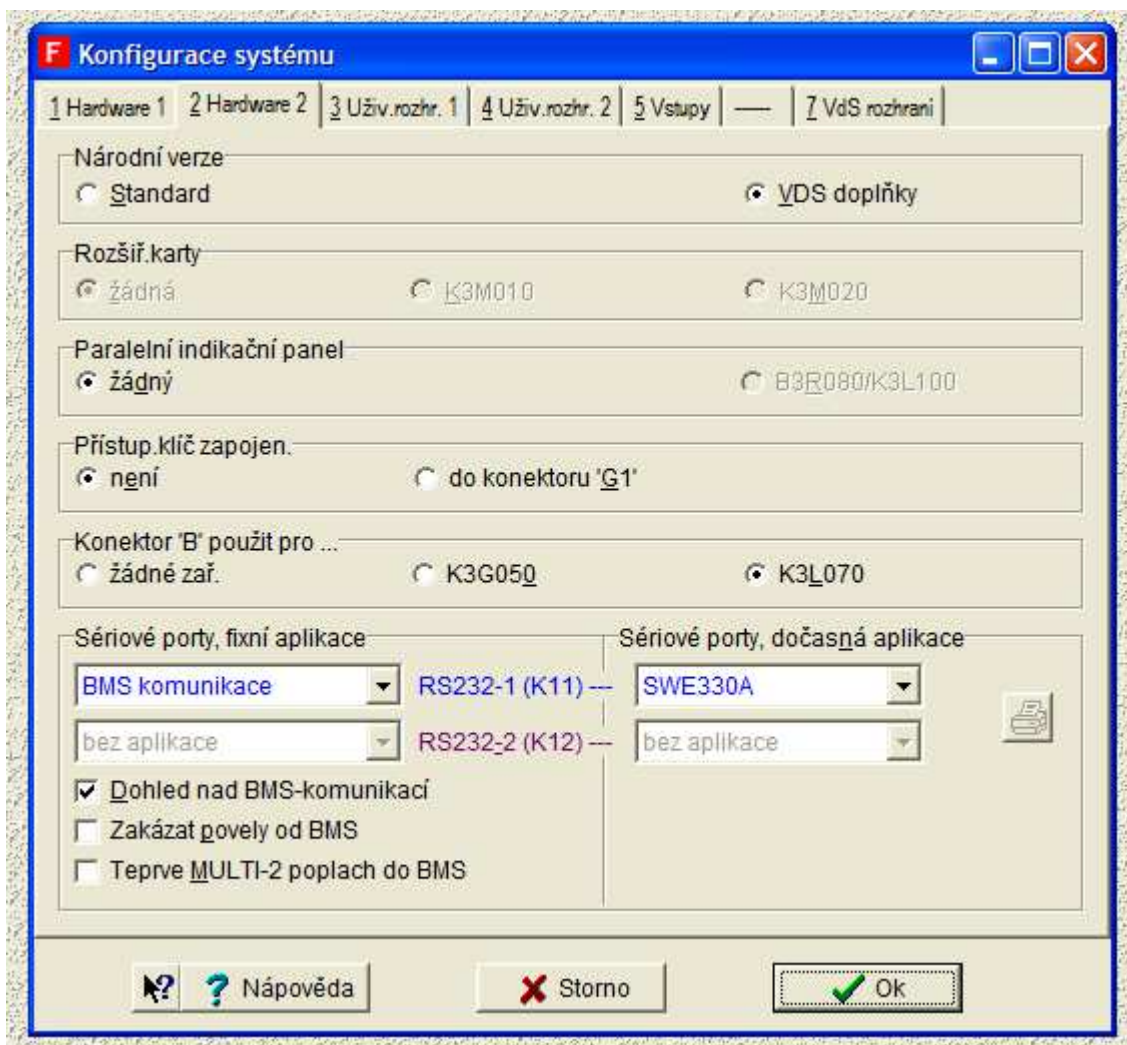 F Konfigurace systému
1 Hardware 1 2 Hardware 2 3 Uživ.rozhr. 1 4 Uživ.rozhr. 2 5 Vstupy —— 7 VdS rozhrani
Národní verze
Standard VDS doplňky
Rozšiř.karty
žádná K3M010 K3M020
Paralelní indikační panel
žádný B3R080/K3L100
Přístup.klíč zapojen.
není do konektoru 'G1'
Konektor 'B' použit pro ...
žádné zař. K3G050 K3L070
Sériové porty, fixní aplikace Sériové porty, dočasná aplikace
BMS komunikace RS232-1 (K11) --- SWE330A
bez aplikace RS232-2 (K12) --- bez aplikace
Dohled nad BMS-komunikací
Zakázat povely od BMS
Teprve MULTI-2 poplach do BMS
? ? Nápověda Storno Ok